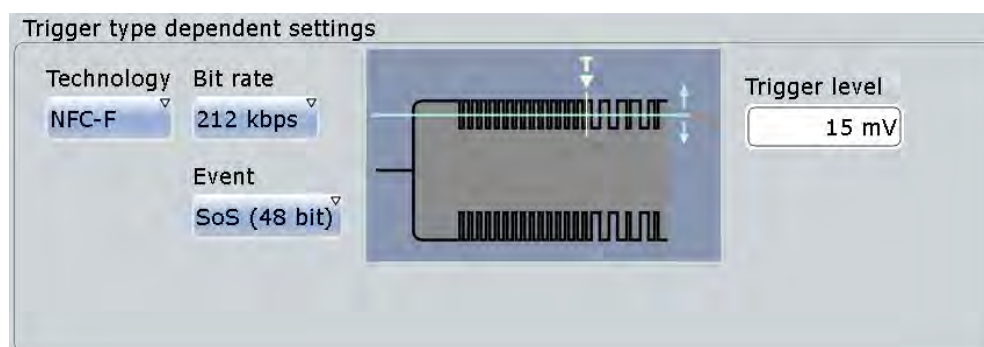 Trigger type dependent settings
Technology
NFC-F
Bit rate
212 kbps
Event
SoS (48 bit)
T
Trigger level
15 mV